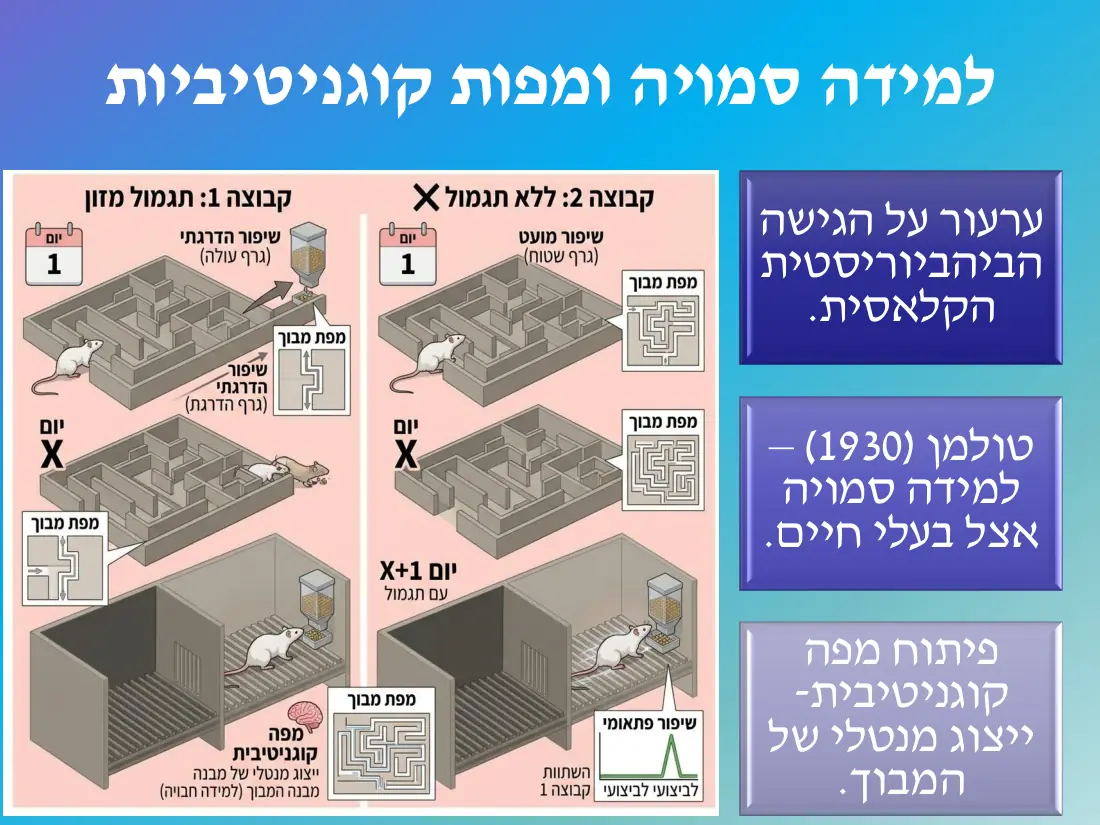 למידה סמויה ומפות קוגניטיביות
ערעור על הגישה
הביהביוריסטית
הקלאסית.
טולמן (1930) –
למידה סמויה
אצל בעלי חיים.
פיתוח מפה
קוגניטיבית-
ייצוג מנטלי של
המבוך.
קבוצה 2: ללא תגמול X
יום
1
שיפור מועט
(גרף שטוח)
מפת מבוך
יום
X
מפת מבוך
יום X+1
עם תגמול
שיפור פתאומי
לביצועי לביצועי
השתוות
קבוצה 1
קבוצה 1: תגמול מזון
יום
1
שיפור הדרגתי
(גרף עולה)
מפת מבוך
שיפור
הדרגתי
(גרף הדרגת)
יום
X
מפת מבוך
מפת מבוך
מפה
קוגניטיבית
ייצוג מנטלי של מבנה
מבנה המבוך (למידה חבויה)